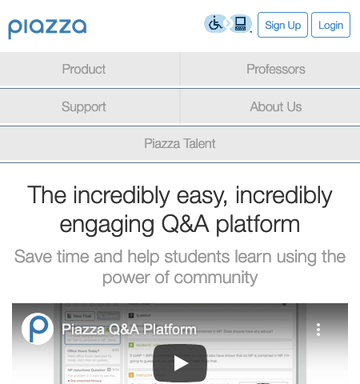 piazza
Sign Up
Login
Product
Professors
Support
About Us
Piazza Talent
The incredibly easy, incredibly
engaging Q&A platform
Save time and help students learn using the
power of community
Piazza Q&A Platform